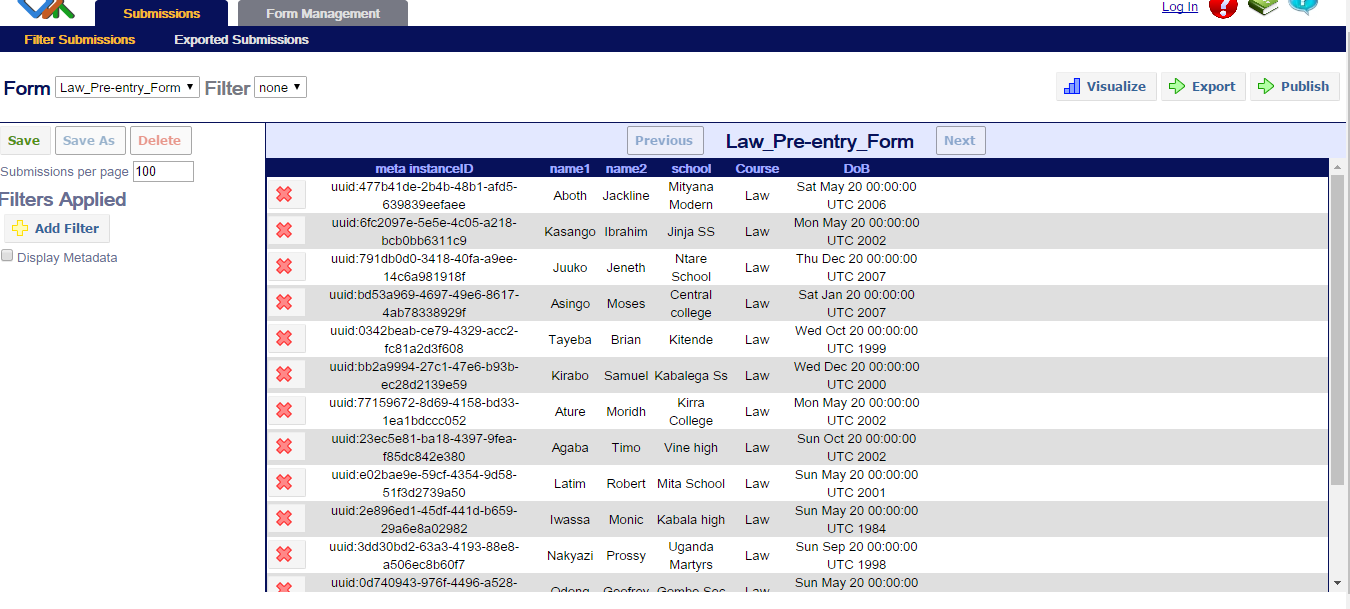 Submissions Form Management Log In
Filter Submissions Exported Submissions
Form Law_Pre-entry_Form Filter none Visualize Export Publish
Save Save As Delete Previous Law_Pre-entry_Form Next
Submissions per page 100
Filters Applied
Add Filter
Display Metadata
meta instanceID name1 name2 school Course DoB
uuid:477b41de-2b4b-48b1-afd5- Mityana Sat May 20 00:00:00
Aboth Jackline Law
639839eefaee Modern UTC 2006
uuid:6fc2097e-5e5e-4c05-a218- Mon May 20 00:00:00
Kasango Ibrahim Jinja SS Law
bcb0bb6311c9 UTC 2002
uuid:791db0d0-3418-40fa-a9ee- Ntare Thu Dec 20 00:00:00
Juuko Jeneth Law
14c6a981918f School UTC 2007
uuid:bd53a969-4697-49e6-8617- Central Sat Jan 20 00:00:00
Asingo Moses Law
4ab78338929f college UTC 2007
uuid:0342beab-ce79-4329-acc2- Wed Oct 20 00:00:00
Tayeba Brian Kitende Law
fc81a2d3f608 UTC 1999
uuid:bb2a9994-27c1-47e6-b93b- Wed Dec 20 00:00:00
Kirabo Samuel Kabalega Ss Law
ec28d2139e59 UTC 2000
uuid:77159672-8d69-4158-bd33- Kirra Mon May 20 00:00:00
Ature Moridh Law
1ea1bdccc052 College UTC 2002
uuid:23ec5e81-ba18-4397-9fea- Sun Oct 20 00:00:00
Agaba Timo Vine high Law
f85dc842e380 UTC 2002
uuid:e02bae9e-59cf-4354-9d58- Sun May 20 00:00:00
Latim Robert Mita School Law
51f3d2739a50 UTC 2001
uuid:2e896ed1-45df-441d-b659- Sun May 20 00:00:00
Iwassa Monic Kabala high Law
29a6e8a02982 UTC 1984
uuid:3dd30bd2-63a3-4193-88e8- Uganda Sun Sep 20 00:00:00
Nakyazi Prossy Law
a506ec8b60f7 Martyrs UTC 1998
uuid:0d740943-976f-4496-a528- Sun May 20 00:00:00
Law